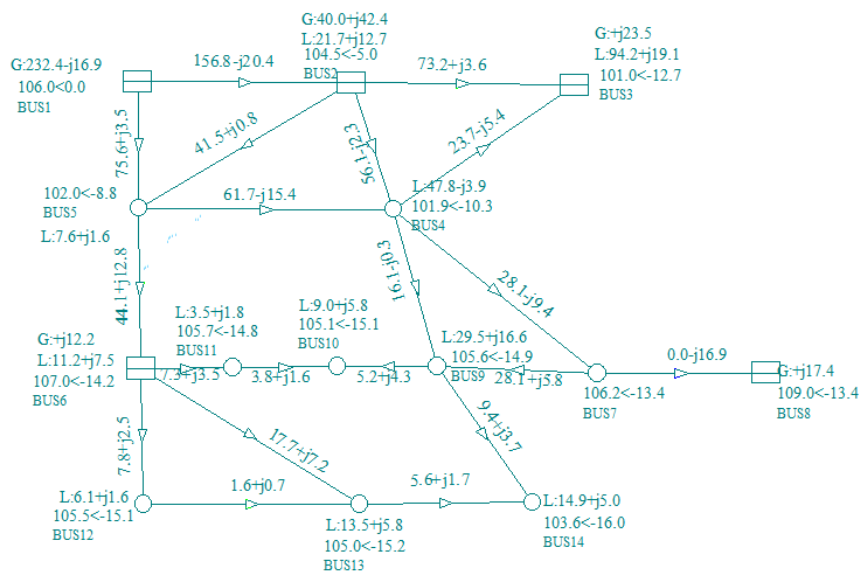 G:40.0+j42.4
L:21.7+j12.7
104.5<-5.0
BUS2
G:+j23.5
L:94.2+j19.1
101.0<-12.7
BUS3
G:232.4-j16.9
106.0<0.0
BUS1
156.8-j20.4
73.2+j3.6
75.6+j3.5
41.5+j0.8
56.1-j2.3
23.7-j5.4
102.0<-8.8
BUS5
L:7.6+j1.6
61.7-j15.4
L:47.8-j3.9
101.9<-10.3
BUS4
44.1+j12.8
16.1-j0.3
28.1-j9.4
G:+j12.2
L:11.2+j7.5
107.0<-14.2
BUS6
L:3.5+j1.8
105.7<-14.8
BUS11
L:9.0+j5.8
105.1<-15.1
BUS10
L:29.5+j16.6
105.6<-14.9
BUS9
7.3+j3.5
3.8+j1.6
5.2+j4.3
28.1+j5.8
106.2<-13.4
BUS7
0.0-j16.9
G:+j17.4
109.0<-13.4
BUS8
7.8+j2.5
17.7+j7.2
9.4+j3.7
L:6.1+j1.6
105.5<-15.1
BUS12
1.6+j0.7
L:13.5+j5.8
105.0<-15.2
BUS13
5.6+j1.7
L:14.9+j5.0
103.6<-16.0
BUS14